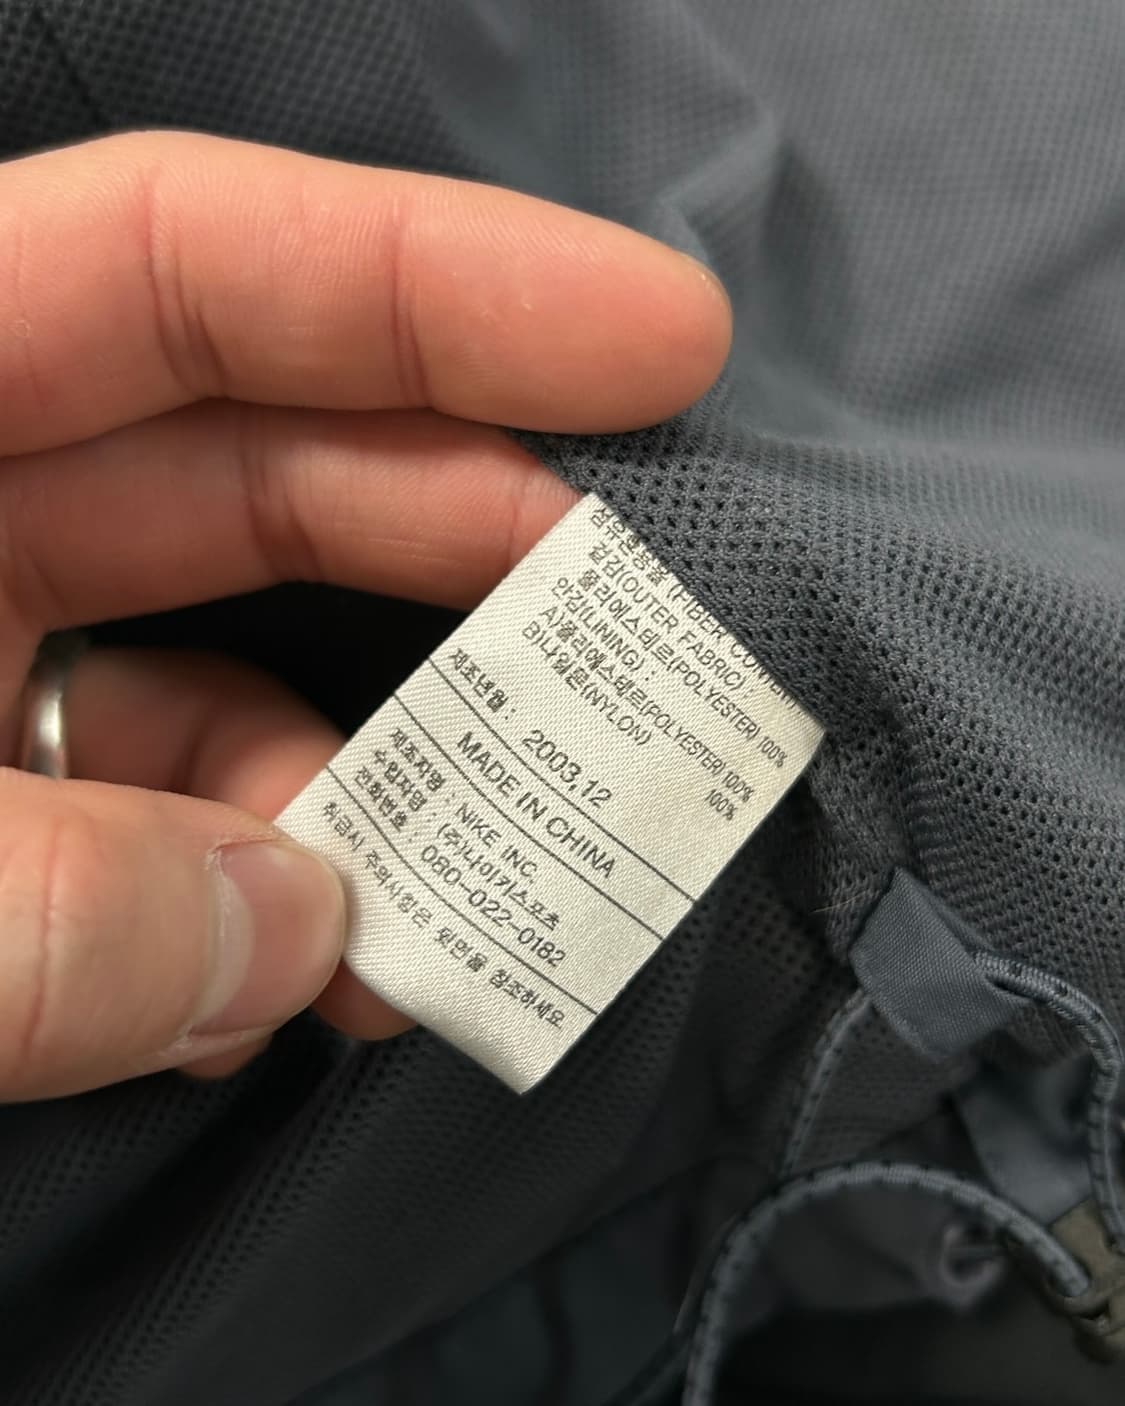 섬유혼용율 (FIBER CONTENT)
겉감(OUTER FABRIC) :
폴리에스테르(POLYESTER) 100%
안감(LINING) :
A)폴리에스테르(POLYESTER) 100%
B)나일론(NYLON) 100%
제조년월 : 2003,12
MADE IN CHINA
제조자명 : NIKE INC.
수입자명 : (주)나이키스포츠
전화번호 : 080-022-0182
취급시 주의사항은 뒷면을 참조하세요